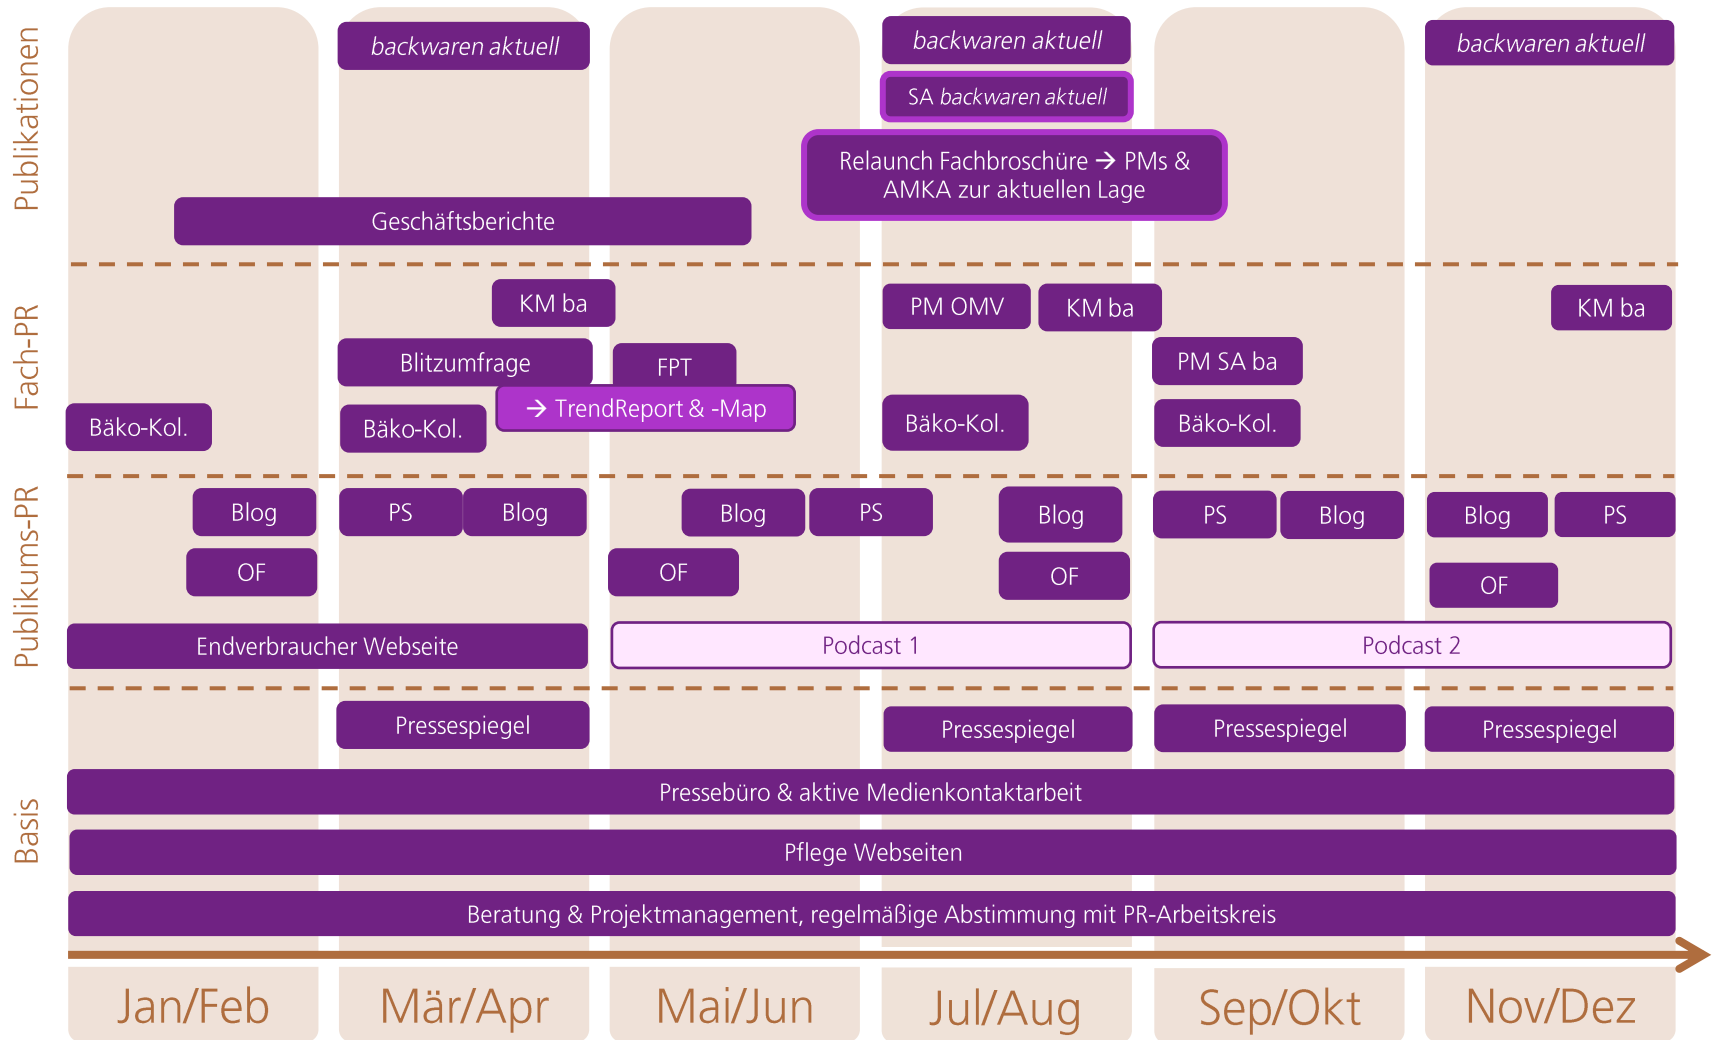 Publikationen
backwaren aktuell
backwaren aktuell
backwaren aktuell
SA backwaren aktuell
Relaunch Fachbroschüre → PMs &
AMKA zur aktuellen Lage
Geschäftsberichte
Fach-PR
KM ba
PM OMV
KM ba
KM ba
Blitzumfrage
FPT
PM SA ba
→ TrendReport & -Map
Bäko-Kol.
Bäko-Kol.
Bäko-Kol.
Bäko-Kol.
Publikums-PR
Blog
PS
Blog
Blog
PS
Blog
PS
Blog
Blog
PS
OF
OF
OF
OF
Endverbraucher Webseite
Podcast 1
Podcast 2
Basis
Pressespiegel
Pressespiegel
Pressespiegel
Pressespiegel
Pressebüro & aktive Medienkontaktarbeit
Pflege Webseiten
Beratung & Projektmanagement, regelmäßige Abstimmung mit PR-Arbeitskreis
Jan/Feb
Mär/Apr
Mai/Jun
Jul/Aug
Sep/Okt
Nov/Dez